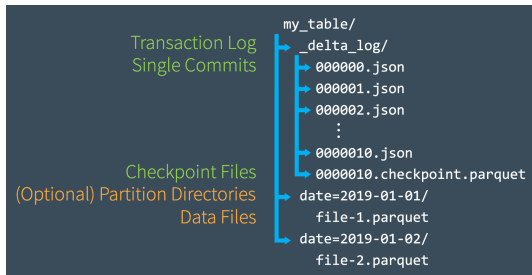 my_table/
Transaction Log _delta_log/
Single Commits 000000.json
000001.json
000002.json
⋮
0000010.json
Checkpoint Files 0000010.checkpoint.parquet
(Optional) Partition Directories date=2019-01-01/
Data Files file-1.parquet
date=2019-01-02/
file-2.parquet